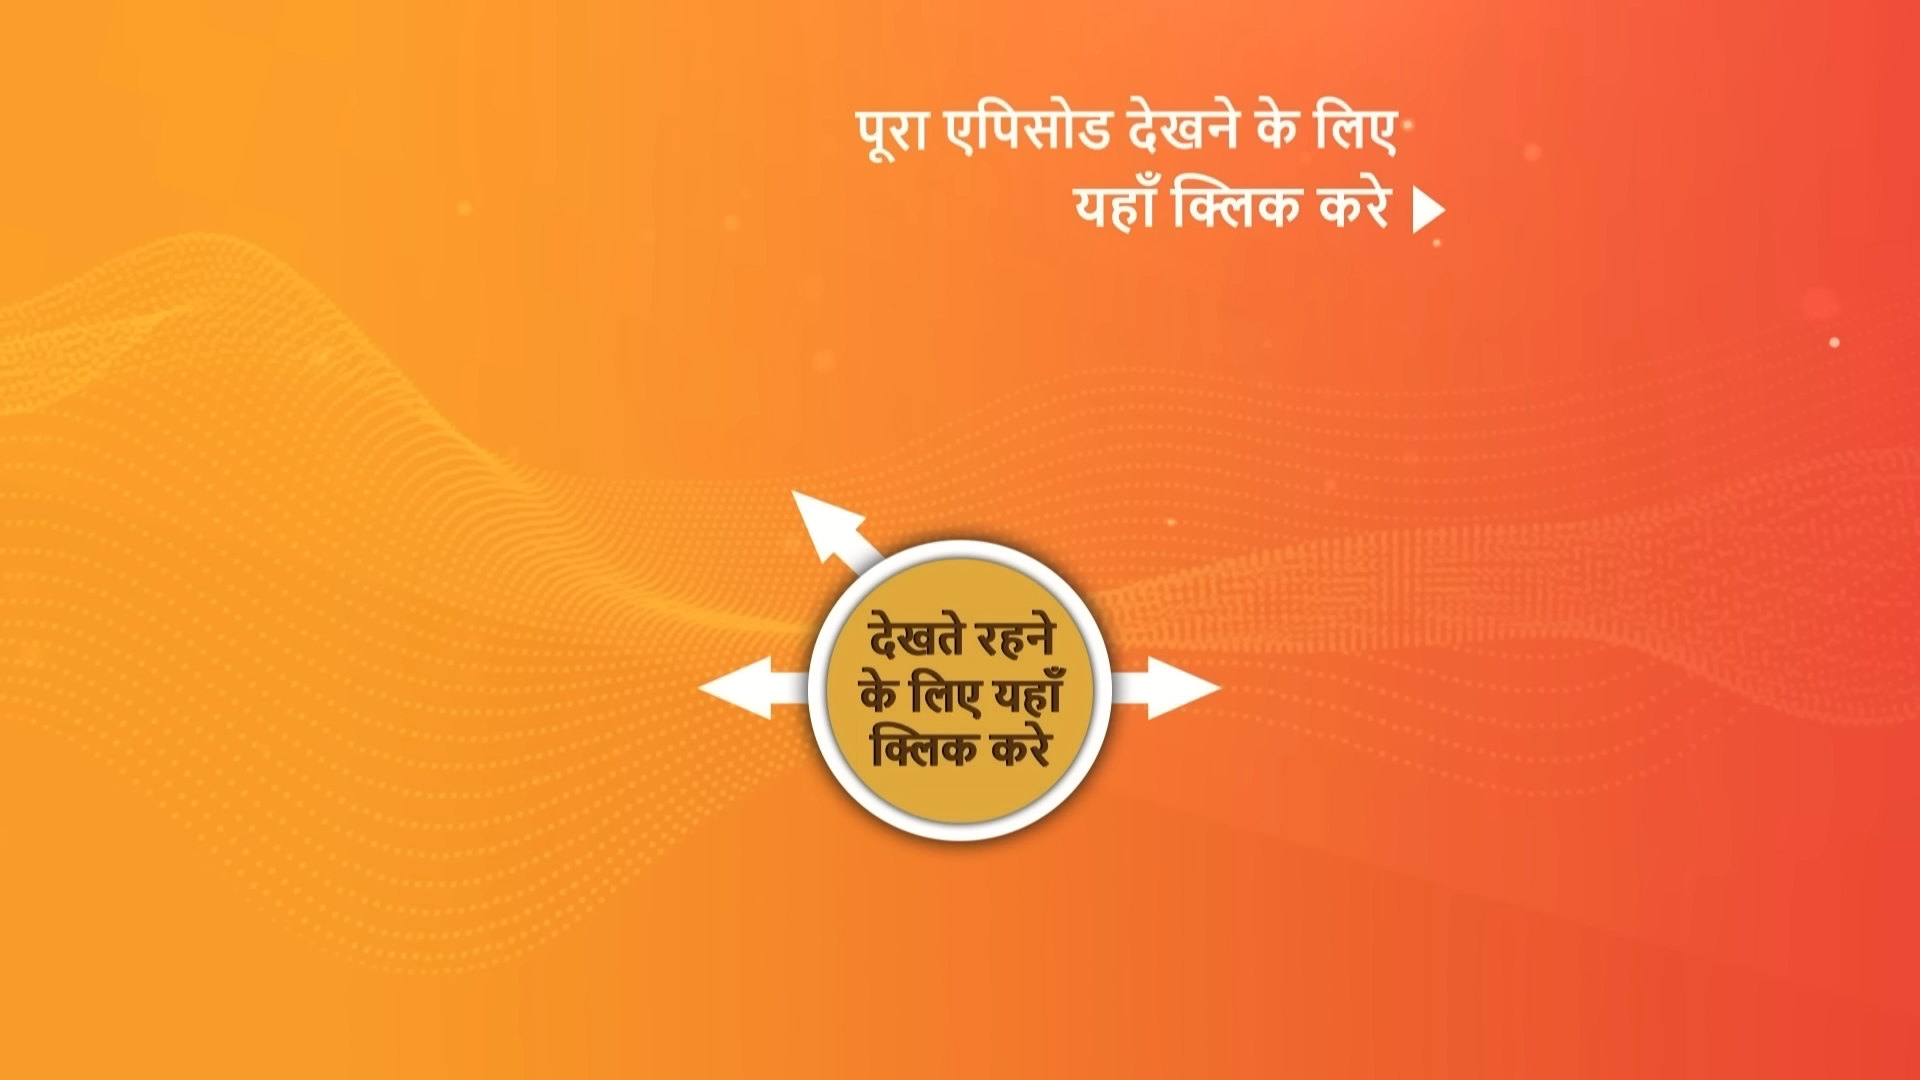 पूरा एपिसोड देखने के लिए
यहाँ क्लिक करे
देखते रहने
के लिए यहाँ
क्लिक करे